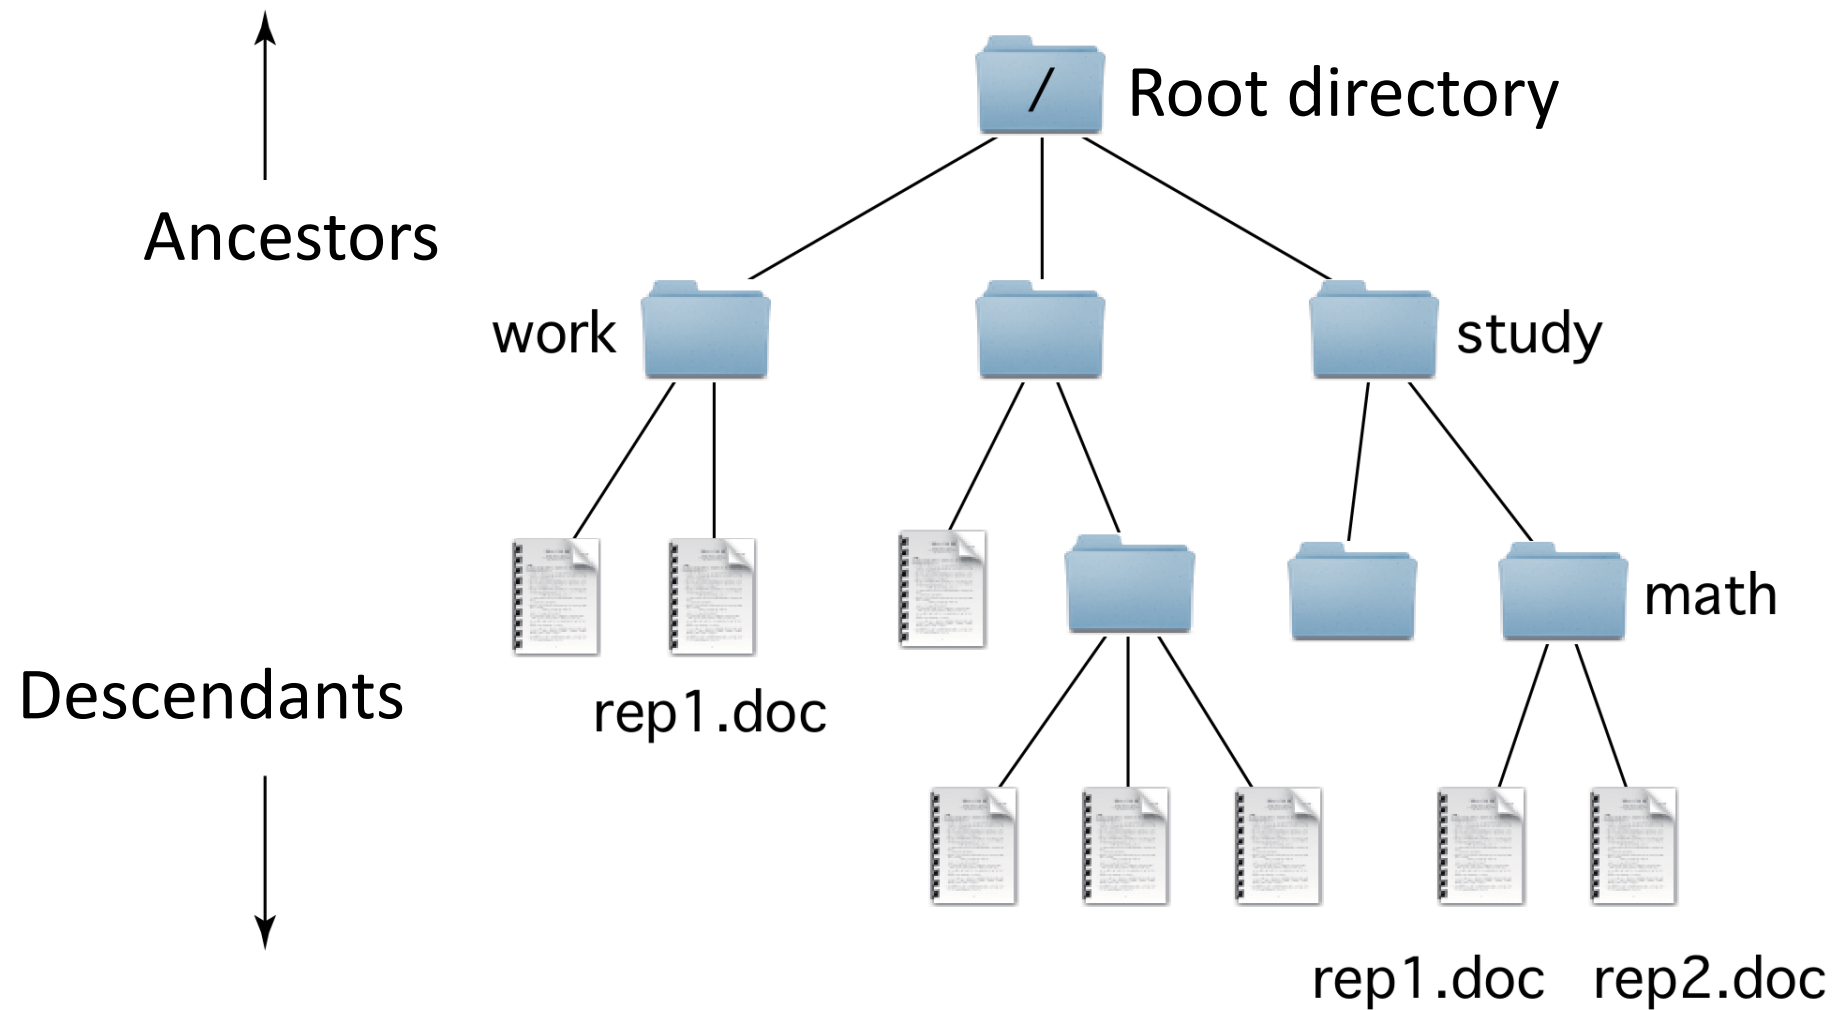 /
Root directory
Ancestors
work
study
math
Descendants
rep1.doc
rep1.doc
rep2.doc